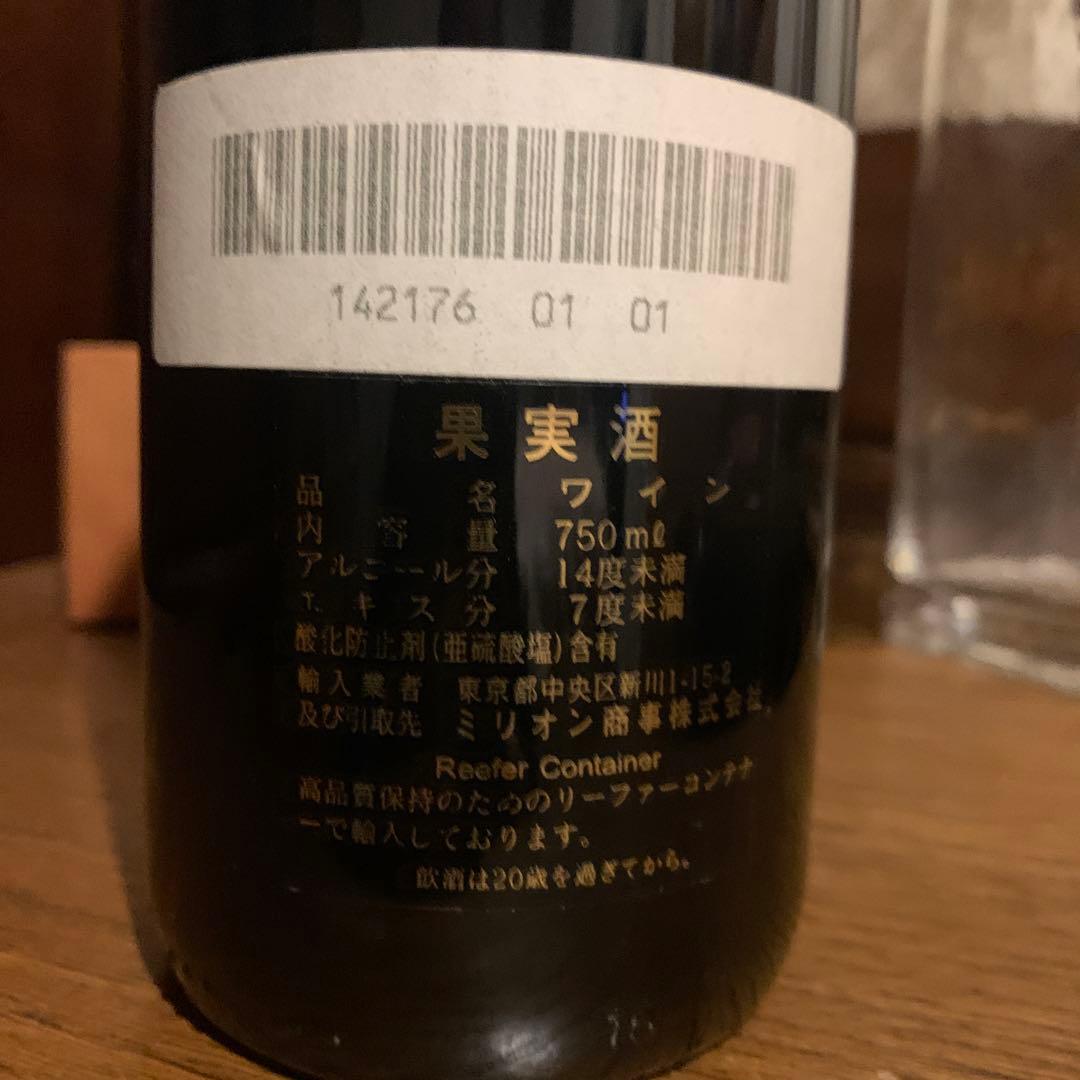 142176 01 01
果実酒
品名 ワイン
内容量 750mℓ
アルコール分 14度未満
エキス分 7度未満
酸化防止剤(亜硫酸塩)含有
輸入業者 東京都中央区新川1-15-2
及び引取先 ミリオン商事株式会社
Reefer Container
高品質保持のためのリーファーコンテナ
ーで輸入しております。
飲酒は20歳を過ぎてから。